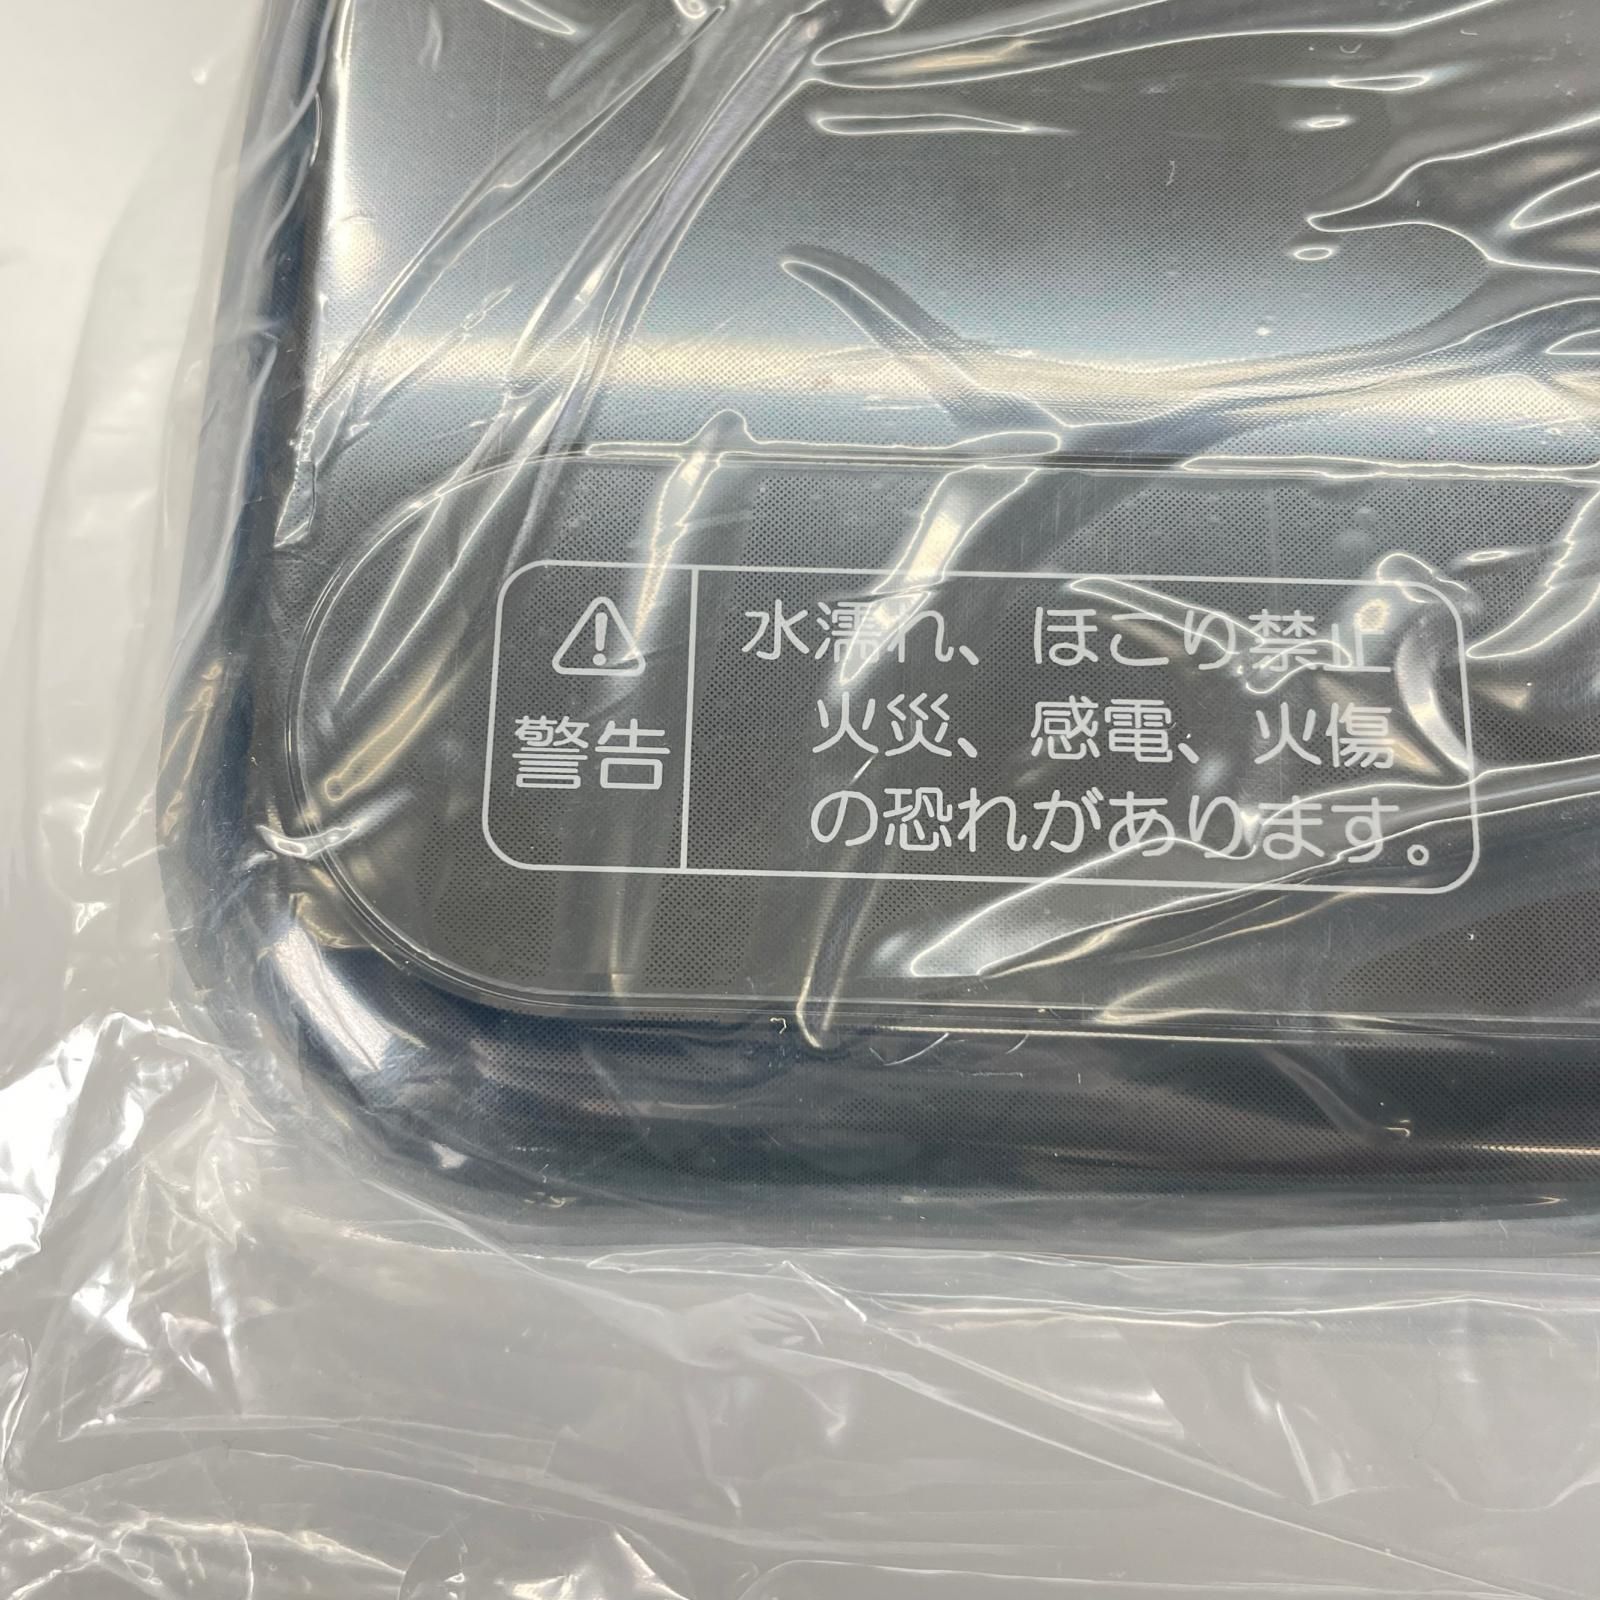 警告
水濡れ、ほこり禁止
火災、感電、火傷
の恐れがあります。